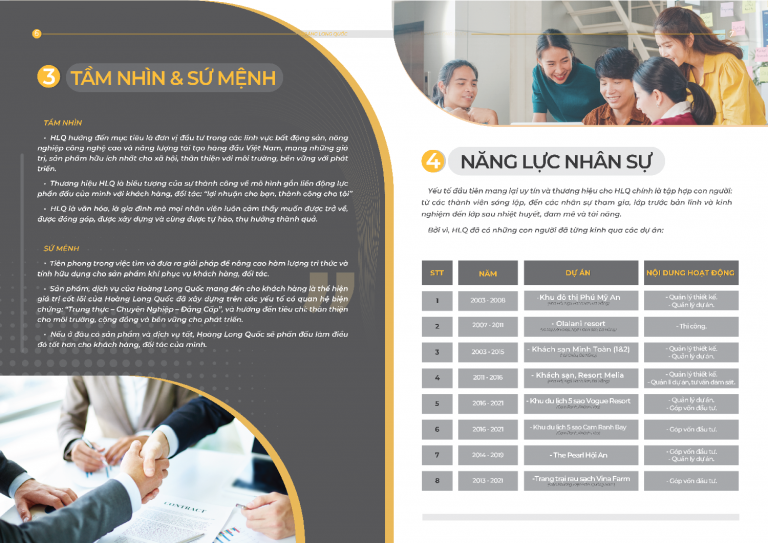 6
LONG QUỐC
3 TẦM NHÌN & SỨ MỆNH
TẦM NHÌN
• HLQ hướng đến mục tiêu là đơn vị đầu tư trong các lĩnh vực bất động sản, nông
nghiệp công nghệ cao và năng lượng tái tạo hàng đầu Việt Nam, mang những giá
trị, sản phẩm hữu ích nhất cho xã hội, thân thiện với môi trường, bền vững với phát
triển.
• Thương hiệu HLQ là biểu tượng của sự thành công về mô hình gắn liền động lực
phấn đấu của mình với khách hàng, đối tác; “lợi nhuận cho bạn, thành công cho tôi”
• HLQ là văn hóa, là gia đình mà mọi nhân viên luôn cảm thấy muốn được trở về,
được đóng góp, được xây dựng và cùng được tự hào, thụ hưởng thành quả.
SỨ MỆNH
• Tiên phong trong việc tìm và đưa ra giải pháp để nâng cao hàm lượng tri thức và
tính hữu dụng cho sản phẩm khi phục vụ khách hàng, đối tác.
• Sản phẩm, dịch vụ của Hoàng Long Quốc mang đến cho khách hàng là thể hiện
giá trị cốt lõi của Hoàng Long Quốc đã xây dựng trên các yếu tố có quan hệ biện
chứng: “Trung thực – Chuyên Nghiệp – Đẳng Cấp”, và hướng đến tiêu chí: thân thiện
cho môi trường, cộng đồng và bền vững cho phát triển.
• Nếu ở đâu có sản phẩm và dịch vụ tốt, Hoàng Long Quốc sẽ phấn đấu làm điều
đó tốt hơn cho khách hàng, đối tác của mình.
CONTRACT
4 NĂNG LỰC NHÂN SỰ
Yếu tố đầu tiên mang lại uy tín và thương hiệu cho HLQ chính là tập hợp con người:
từ các thành viên sáng lập, đến các nhân sự tham gia, lớp trước bản lĩnh và kinh
nghiệm đến lớp sau nhiệt huyết, đam mê và tài năng.
Bởi vì, HLQ đã có những con người đã từng kinh qua các dự án:
STT NĂM DỰ ÁN NỘI DUNG HOẠT ĐỘNG
1 2003 - 2008 - Khu đô thị Phú Mỹ An - Quản lý thiết kế.
- Quản lý dự án.
2 2007 - 2011 - Olalani resort - Thi công.
3 2003 - 2015 - Khách sạn Minh Toàn (1&2) - Quản lý thiết kế.
- Quản lý dự án.
4 2011 - 2016 - Khách sạn, Resort Melia - Quản lý thiết kế.
- Quản lí dự án, tư vấn giám sát.
5 2016 - 2021 - Khu du lịch 5 sao Vogue Resort - Quản lý dự án.
- Góp vốn đầu tư.
6 2016 - 2021 - Khu du lịch 5 sao Cam Ranh Bay - Góp vốn đầu tư.
7 2014 - 2019 - The Pearl Hội An - Góp vốn đầu tư.
- Quản lý dự án.
8 2012 - 2021 -Trang trại rau sạch Vina Farm - Góp vốn đầu tư.